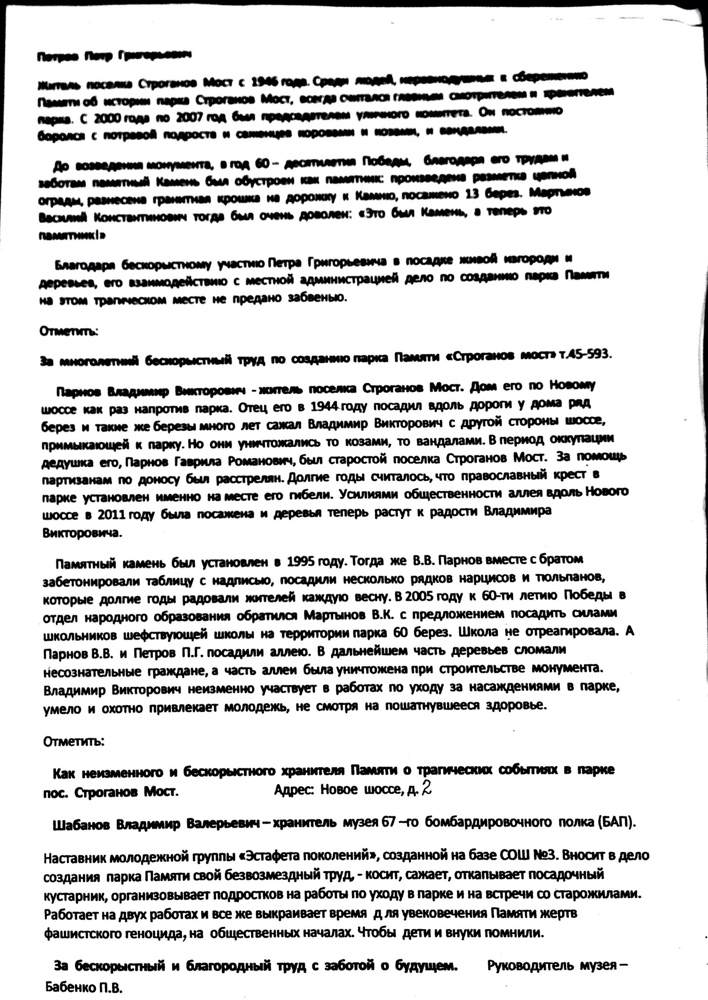 Петров Петр Григорьевич
Житель поселка Строганов Мост с 1946 года. Среди людей, неравнодушных к сбережению
Памяти об истории парка Строганов Мост, всегда считался главным смотрителем и хранителем
парка. С 2000 года по 2007 год был председателем уличного комитета. Он постоянно
боролся с потравой подроста и саженцев коровами и козами, и вандалами.
До возведения монумента, в год 60 – десятилетия Победы, благодаря его трудам и
заботам памятный Камень был обустроен как памятник: произведена разметка цепной
ограды, разнесена гранитная крошка на дорожку к Камню, посажено 13 берез. Мартынов
Василий Константинович тогда был очень доволен: «Это был Камень, а теперь это
памятник!»
Благодаря бескорыстному участию Петра Григорьевича в посадке живой изгороди и
деревьев, его взаимодействию с местной администрацией дело по созданию парка Памяти
на этом трагическом месте не предано забвенью.
Отметить:
За многолетний бескорыстный труд по созданию парка Памяти «Строганов мост» т.45-593.
Парнов Владимир Викторович - житель поселка Строганов Мост. Дом его по Новому
шоссе как раз напротив парка. Отец его в 1944 году посадил вдоль дороги у дома ряд
берез и такие же березы много лет сажал Владимир Викторович с другой стороны шоссе,
примыкающей к парку. Но они уничтожались то козами, то вандалами. В период оккупации
дедушка его, Парнов Гаврила Романович, был старостой поселка Строганов Мост. За помощь
партизанам по доносу был расстрелян. Долгие годы считалось, что православный крест в
парке установлен именно на месте его гибели. Усилиями общественности аллея вдоль Нового
шоссе в 2011 году была посажена и деревья теперь растут к радости Владимира
Викторовича.
Памятный камень был установлен в 1995 году. Тогда же В.В. Парнов вместе с братом
забетонировали таблицу с надписью, посадили несколько рядков нарцисов и тюльпанов,
которые долгие годы радовали жителей каждую весну. В 2005 году к 60-ти летию Победы в
отдел народного образования обратился Мартынов В.К. с предложением посадить силами
школьников шефствующей школы на территории парка 60 берез. Школа не отреагировала. А
Парнов В.В. и Петров П.Г. посадили аллею. В дальнейшем часть деревьев сломали
несознательные граждане, а часть аллеи была уничтожена при строительстве монумента.
Владимир Викторович неизменно участвует в работах по уходу за насаждениями в парке,
умело и охотно привлекает молодежь, не смотря на пошатнувшееся здоровье.
Отметить:
Как неизменного и бескорыстного хранителя Памяти о трагических событиях в парке
пос. Строганов Мост. Адрес: Новое шоссе, д. 2
Шабанов Владимир Валерьевич – хранитель музея 67 –го бомбардировочного полка (БАП).
Наставник молодежной группы «Эстафета поколений», созданной на базе СОШ №3. Вносит в дело
создания парка Памяти свой безвозмездный труд, - косит, сажает, откапывает посадочный
кустарник, организовывает подростков на работы по уходу в парке и на встречи со старожилами.
Работает на двух работах и все же выкраивает время д ля увековечения Памяти жертв
фашистского геноцида, на общественных началах. Чтобы дети и внуки помнили.
За бескорыстный и благородный труд с заботой о будущем. Руководитель музея –
Бабенко П.В.